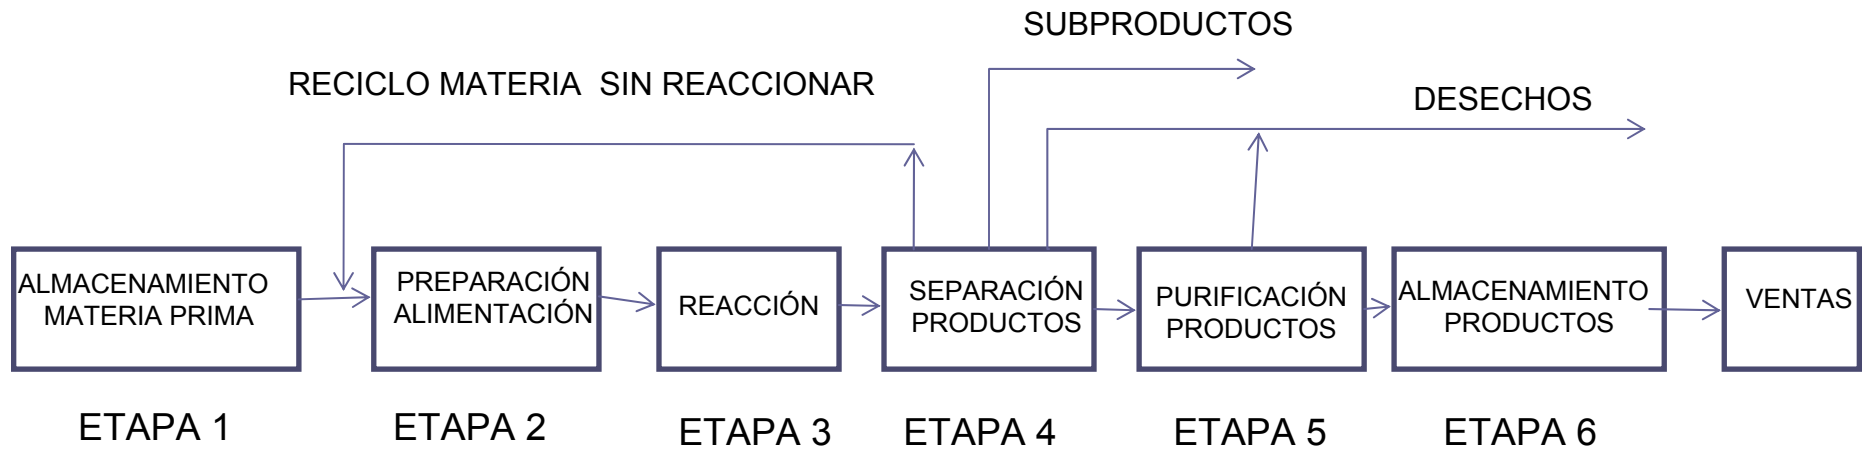 SUBPRODUCTOS
RECICLO MATERIA SIN REACCIONAR
DESECHOS
ALMACENAMIENTO
MATERIA PRIMA
PREPARACIÓN
ALIMENTACIÓN
REACCIÓN
SEPARACIÓN
PRODUCTOS
PURIFICACIÓN
PRODUCTOS
ALMACENAMIENTO
PRODUCTOS
VENTAS
ETAPA 1
ETAPA 2
ETAPA 3
ETAPA 4
ETAPA 5
ETAPA 6